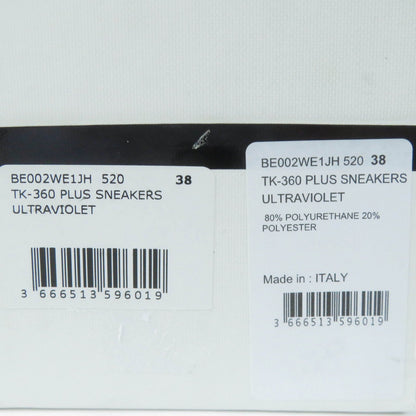 BE002WE1JH 520 38
TK-360 PLUS SNEAKERS
ULTRAVIOLET
3 666513 596019
BE002WE1JH 520 38
TK-360 PLUS SNEAKERS
ULTRAVIOLET
80% POLYURETHANE 20%
POLYESTER
Made in : ITALY
3 666513 596019